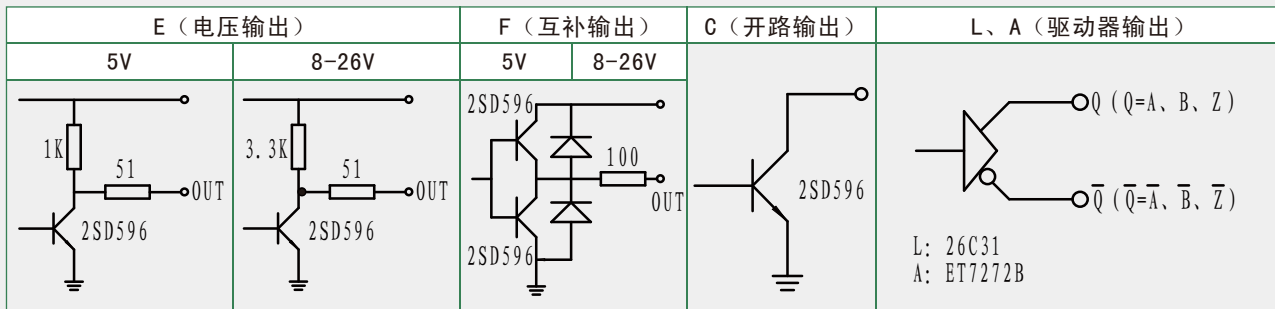 E（电压输出）
F（互补输出）
C（开路输出）
L、A（驱动器输出）
5V
8-26V
5V
8-26V
1K
51
OUT
2SD596
3.3K
51
OUT
2SD596
2SD596
100
OUT
2SD596
2SD596
Q(Q=A、B、Z)
Q̅(Q̅=A̅、B̅、Z̅)
L: 26C31
A: ET7272B